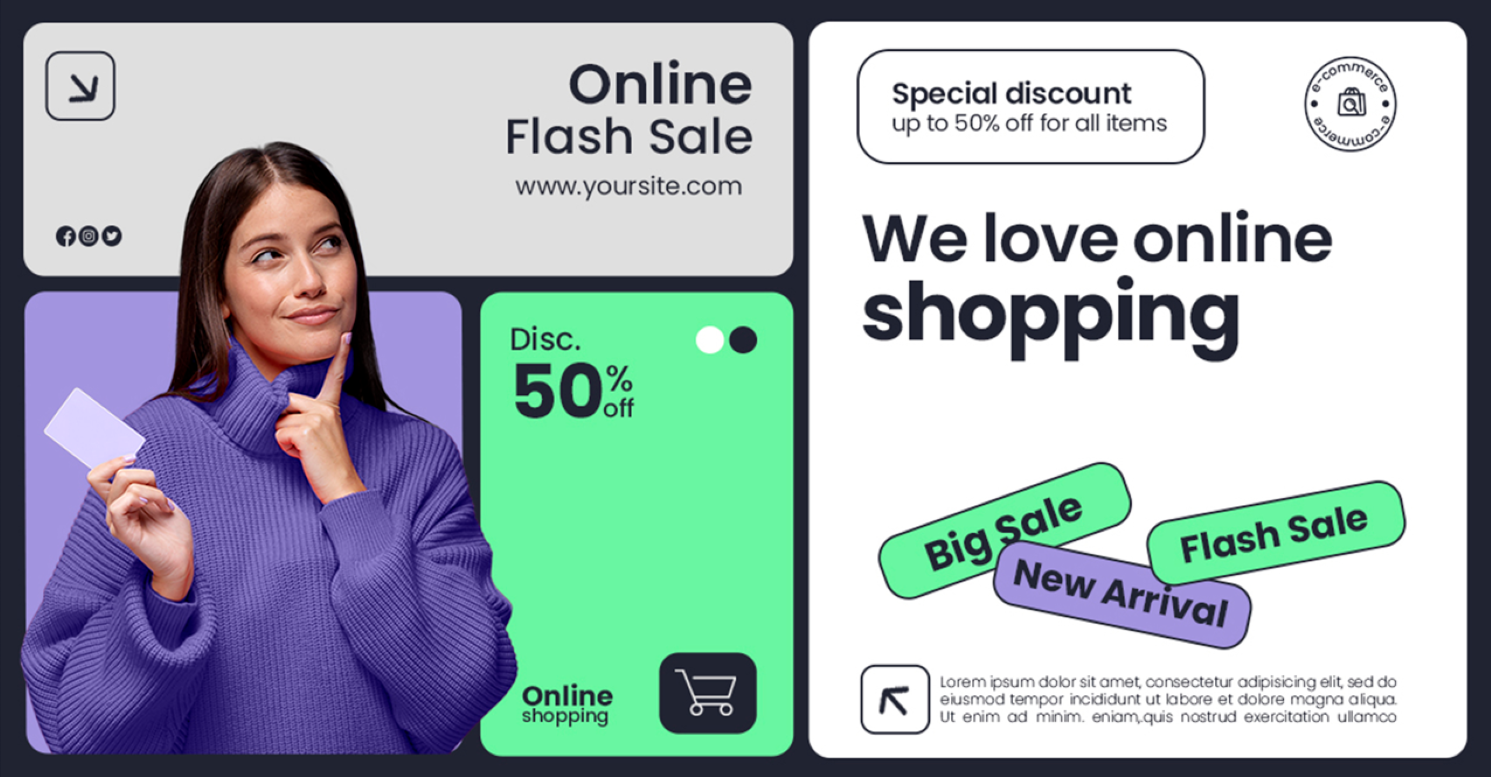 Online
Flash Sale
www.yoursite.com
Disc.
50%
off
Online
shopping
Special discount
up to 50% off for all items
e-commerce
e-commerce
We love online
shopping
Big Sale
Flash Sale
New Arrival
Lorem ipsum dolor sit amet, consectetur adipisicing elit, sed do
eiusmod tempor incididunt ut labore et dolore magna aliqua.
Ut enim ad minim. eniam,.quis nostrud exercitation ullamco